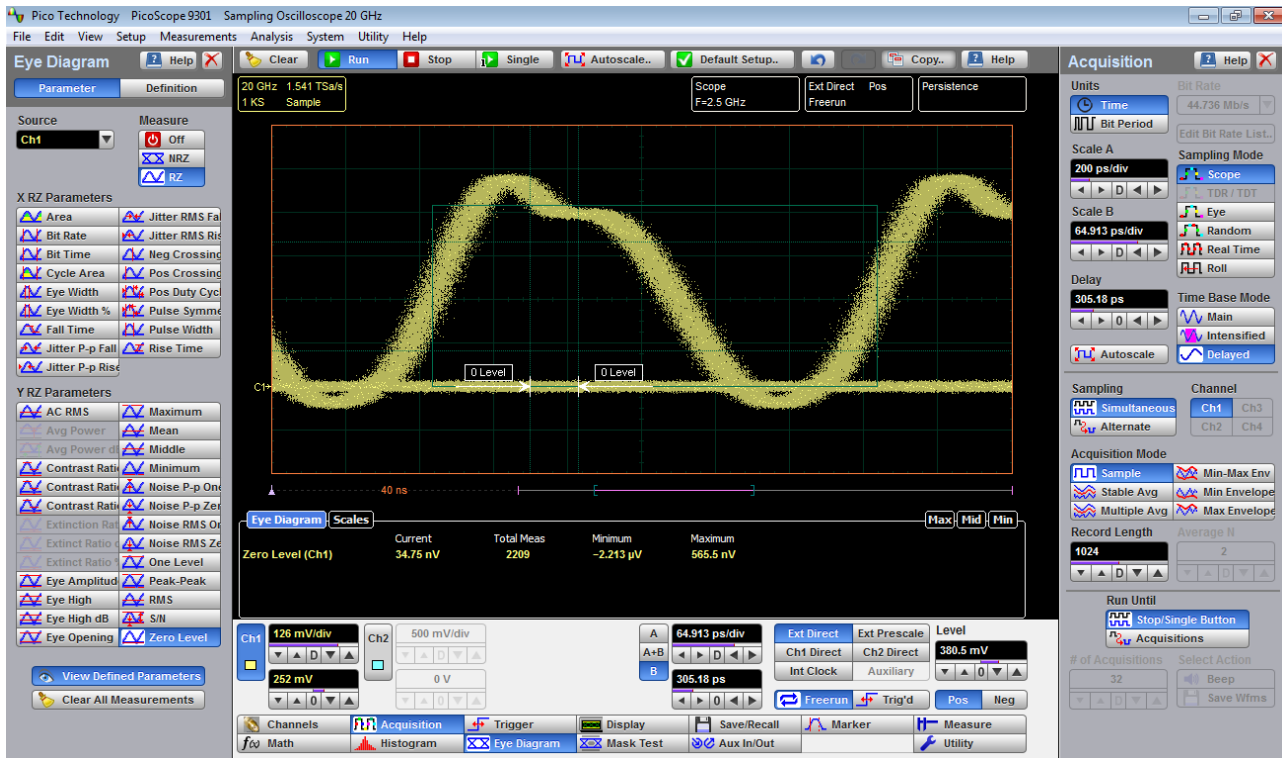 Pico Technology PicoScope 9301 Sampling Oscilloscope 20 GHz
File Edit View Setup Measurements Analysis System Utility Help
Eye Diagram Help
Parameter Definition
Source Measure
Ch1 Off
NRZ
RZ
X RZ Parameters
Area Jitter RMS Fal
Bit Rate Jitter RMS Ris
Bit Time Neg Crossing
Cycle Area Pos Crossing
Eye Width Pos Duty Cycl
Eye Width % Pulse Symme
Fall Time Pulse Width
Jitter P-p Fall Rise Time
Jitter P-p Rise
Y RZ Parameters
AC RMS Maximum
Avg Power Mean
Avg Power dB Middle
Contrast Rati Minimum
Contrast Rati Noise P-p One
Contrast Rati Noise P-p Zer
Extinction Rat Noise RMS On
Extinct Ratio d Noise RMS Ze
Extinct Ratio % One Level
Eye Amplitud Peak-Peak
Eye High RMS
Eye High dB S/N
Eye Opening Zero Level
View Defined Parameters
Clear All Measurements
Clear Run Stop Single Autoscale.. Default Setup.. Copy.. Help
20 GHz 1.541 TSa/s
1 KS Sample
Scope
F=2.5 GHz
Ext Direct Pos
Freerun
Persistence
0 Level 0 Level
C1
40 ns
Eye Diagram Scales Max Mid Min
Current Total Meas Minimum Maximum
Zero Level (Ch1) 34.75 nV 2209 −2.213 µV 565.5 nV
Ch1 126 mV/div Ch2 500 mV/div
D D
252 mV 0 V
0 0
A 64.913 ps/div
A+B D
B 305.18 ps
0
Ext Direct Ext Prescale Level
Ch1 Direct Ch2 Direct 380.5 mV
Int Clock Auxiliary 0
Freerun Trig'd Pos Neg
Channels Acquisition Trigger Display Save/Recall Marker Measure
f(x) Math Histogram Eye Diagram Mask Test Aux In/Out Utility
Acquisition Help
Units Bit Rate
Time 44.736 Mb/s
Bit Period Edit Bit Rate List..
Scale A Sampling Mode
200 ps/div Scope
D TDR / TDT
Scale B Eye
64.913 ps/div Random
D Real Time
Roll
Delay
305.18 ps Time Base Mode
0 Main
Intensified
Autoscale Delayed
Sampling Channel
Simultaneous Ch1 Ch3
Alternate Ch2 Ch4
Acquisition Mode
Sample Min-Max Env
Stable Avg Min Envelope
Multiple Avg Max Envelope
Record Length Average N
1024 2
D D
Run Until
Stop/Single Button
Acquisitions
# of Acquisitions Select Action
32 Beep
D Save Wfms